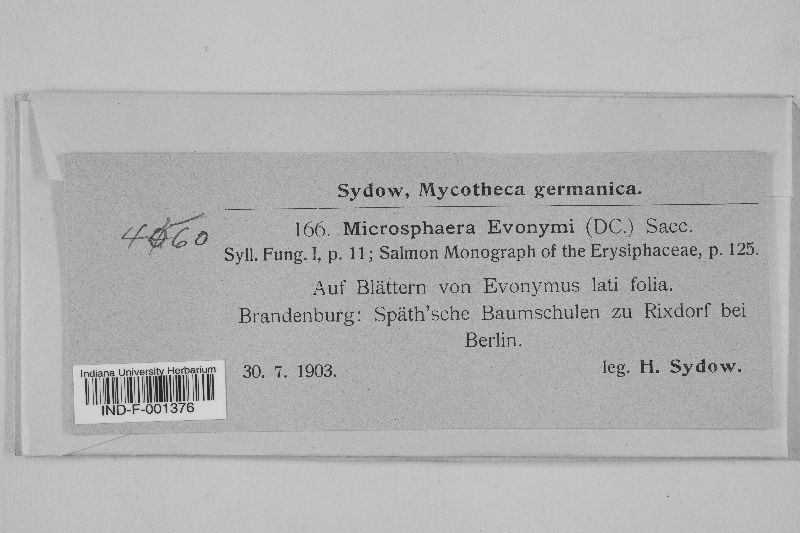 Sydow, Mycotheca germanica.
166. Microsphaera Evonymi (DC.) Sacc.
Syll. Fung. I, p. 11; Salmon Monograph of the Erysiphaceae, p. 125.
Auf Blättern von Evonymus lati folia.
Brandenburg: Späth'sche Baumschulen zu Rixdorf bei
Berlin.
30. 7. 1903.
leg. H. Sydow.
Indiana University Herbarium
IND-F-001376